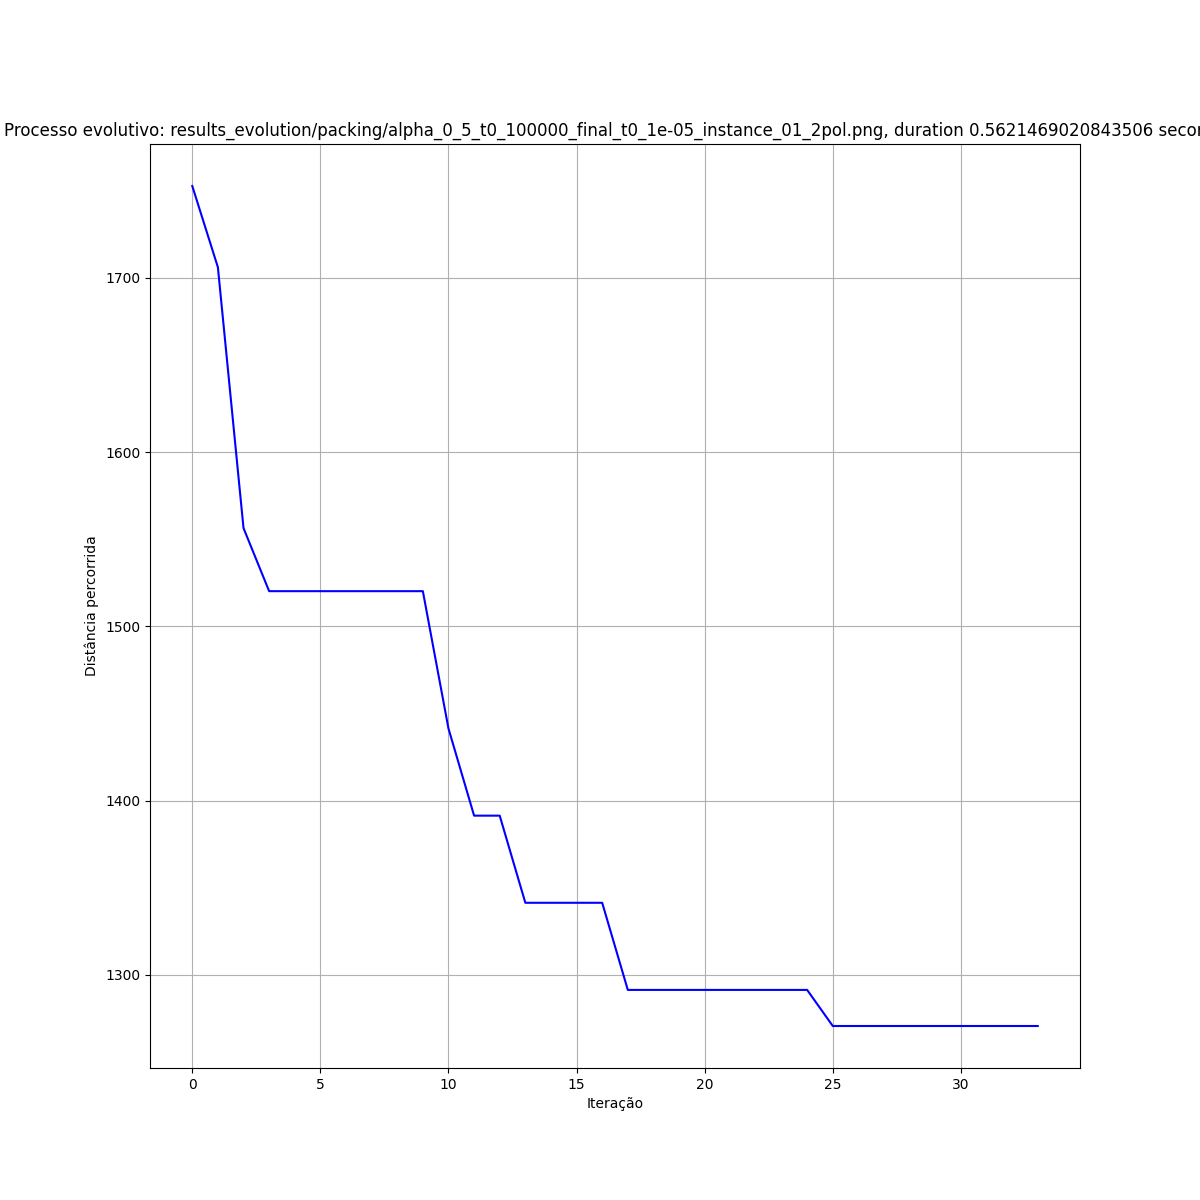 Processo evolutivo: results_evolution/packing/alpha_0_5_t0_100000_final_t0_1e-05_instance_01_2pol.png, duration 0.5621469020843506
1700
1600
1500
1400
1300
Distância percorrida
0 5 10 15 20 25 30
Iteração